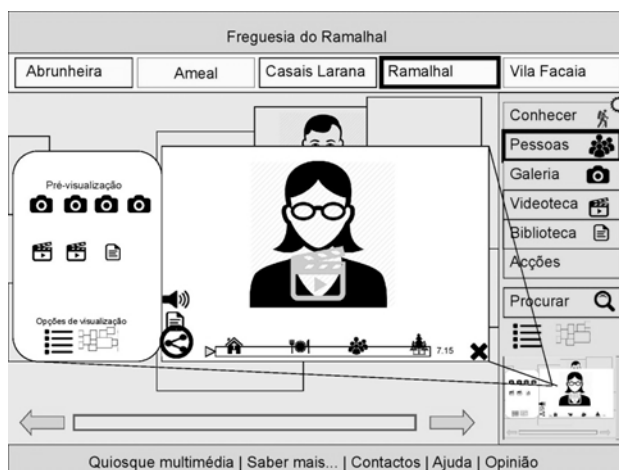 Freguesia do Ramalhal
Abrunheira
Ameal
Casais Larana
Ramalhal
Vila Facaia
Conhecer
Pessoas
Galeria
Videoteca
Biblioteca
Acções
Procurar
Pré-visualização
Opções de visualização
7.15
Quiosque multimédia | Saber mais... | Contactos | Ajuda | Opinião